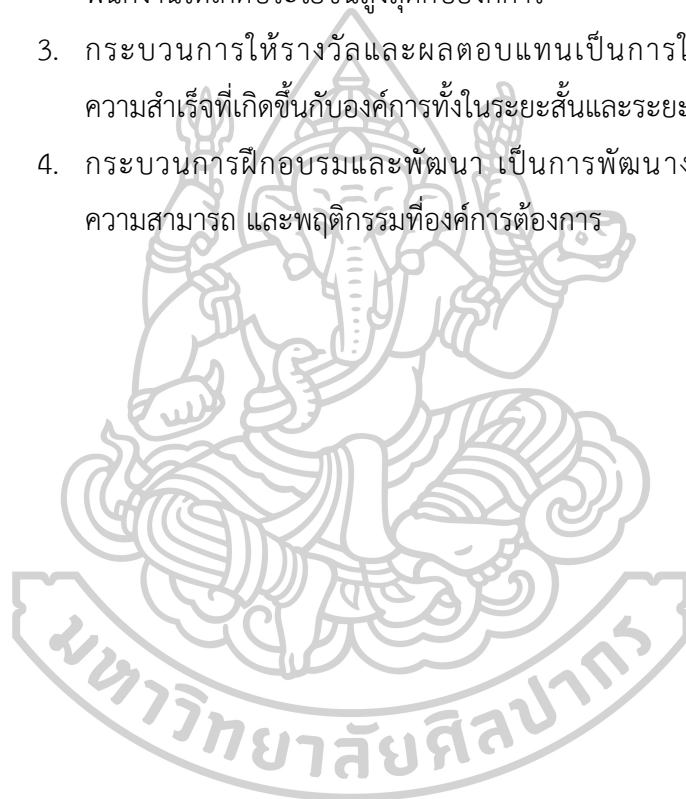 3. กระบวนการให้รางวัลและผลตอบแทนเป็นการใ
ความสำเร็จที่เกิดขึ้นกับองค์การทั้งในระยะสั้นและระยะ
4. กระบวนการฝึกอบรมและพัฒนา เป็นการพัฒนาง
ความสามารถ และพฤติกรรมที่องค์การต้องการ
มหาวิทยาลัยศิลปากร